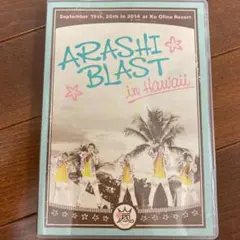 September 19th, 20th in 2014 at Ko Olina Resort
ARASHI
BLAST
in Hawaii